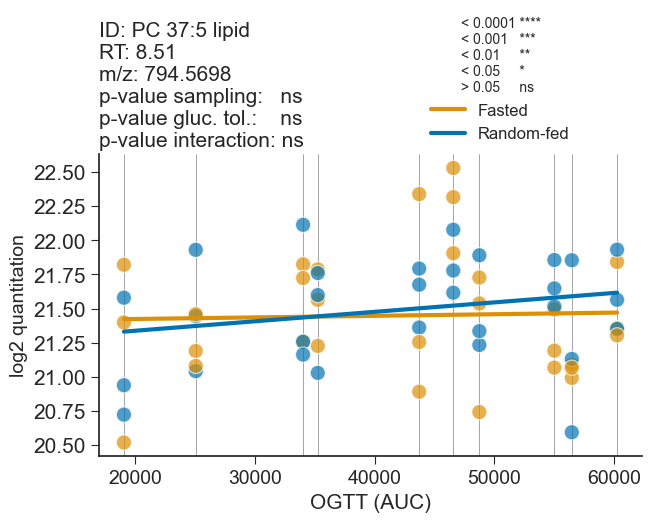 ID: PC 37:5 lipid
RT: 8.51
m/z: 794.5698
p-value sampling: ns
p-value gluc. tol.: ns
p-value interaction: ns
< 0.0001 ****
< 0.001 ***
< 0.01 **
< 0.05 *
> 0.05 ns
Fasted
Random-fed
22.50
22.25
22.00
21.75
21.50
21.25
21.00
20.75
20.50
log2 quantitation
20000 30000 40000 50000 60000
OGTT (AUC)